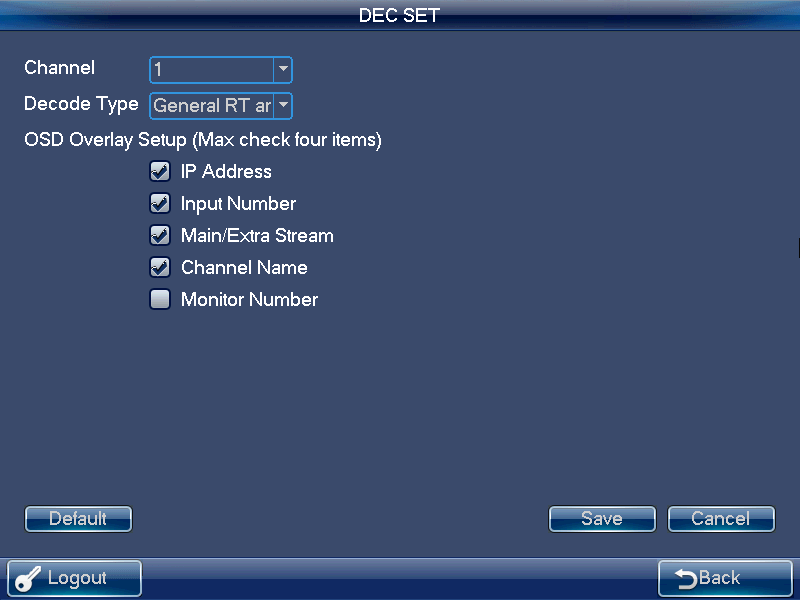 DEC SET
Channel 1
Decode Type General RT ar
OSD Overlay Setup (Max check four items)
IP Address
Input Number
Main/Extra Stream
Channel Name
Monitor Number
Default Save Cancel
Logout Back